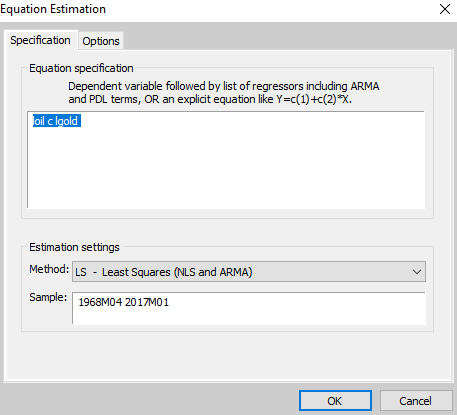 Equation Estimation
Specification
Options
Equation specification
Dependent variable followed by list of regressors including ARMA
and PDL terms, OR an explicit equation like Y=c(1)+c(2)*X.
loil c lgold
Estimation settings
Method: LS - Least Squares (NLS and ARMA)
Sample: 1968M04 2017M01
OK
Cancel